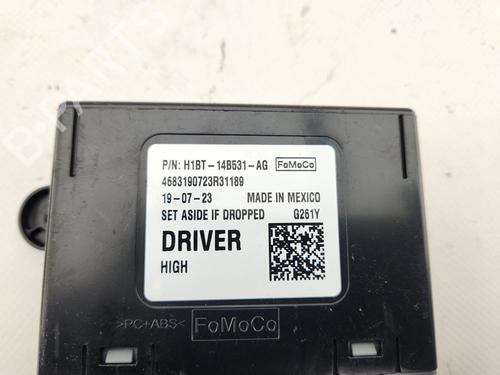 P/N: H1BT-14B531-AG FoMoCo
4683190723R31189
19-07-23 MADE IN MEXICO
SET ASIDE IF DROPPED G261Y
DRIVER
HIGH
>PC+ABS< FoMoCo
B-PARTS